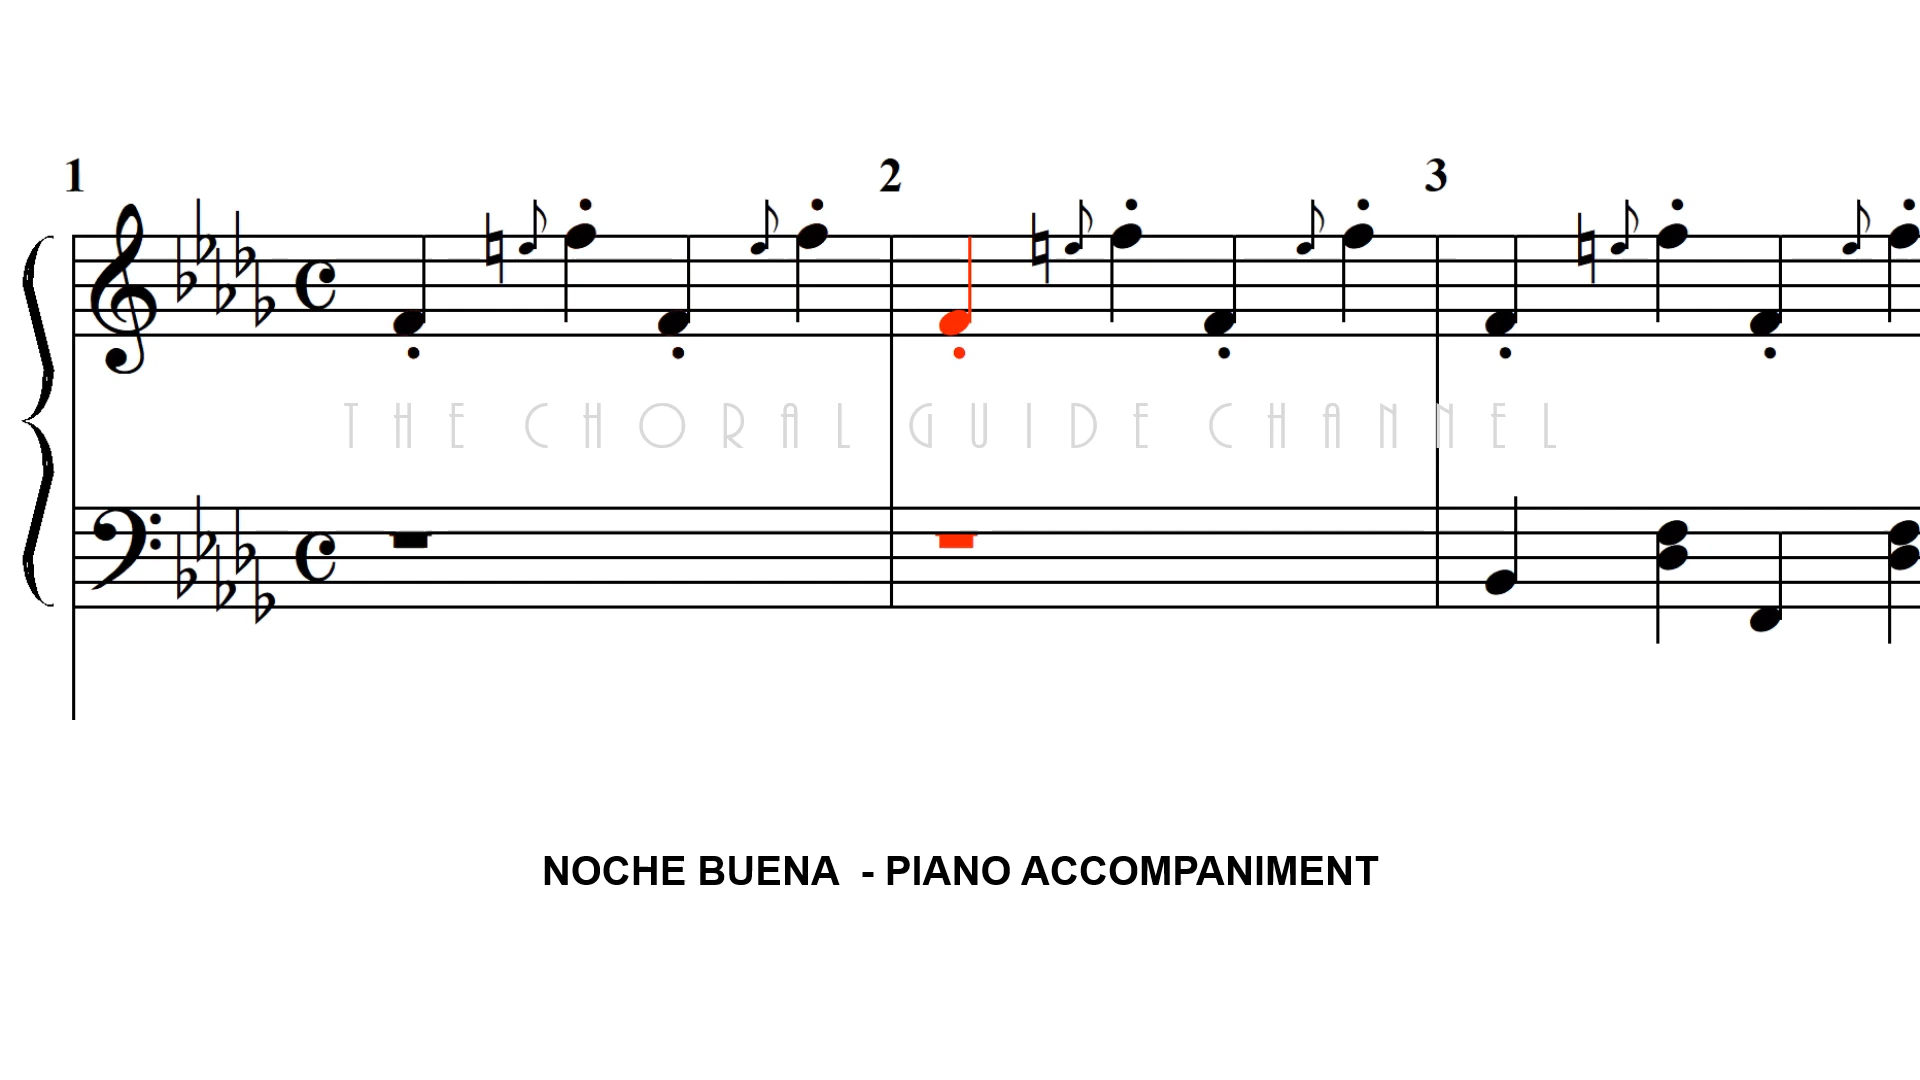 1 2 3
THE CHORAL GUIDE CHANNEL
NOCHE BUENA - PIANO ACCOMPANIMENT